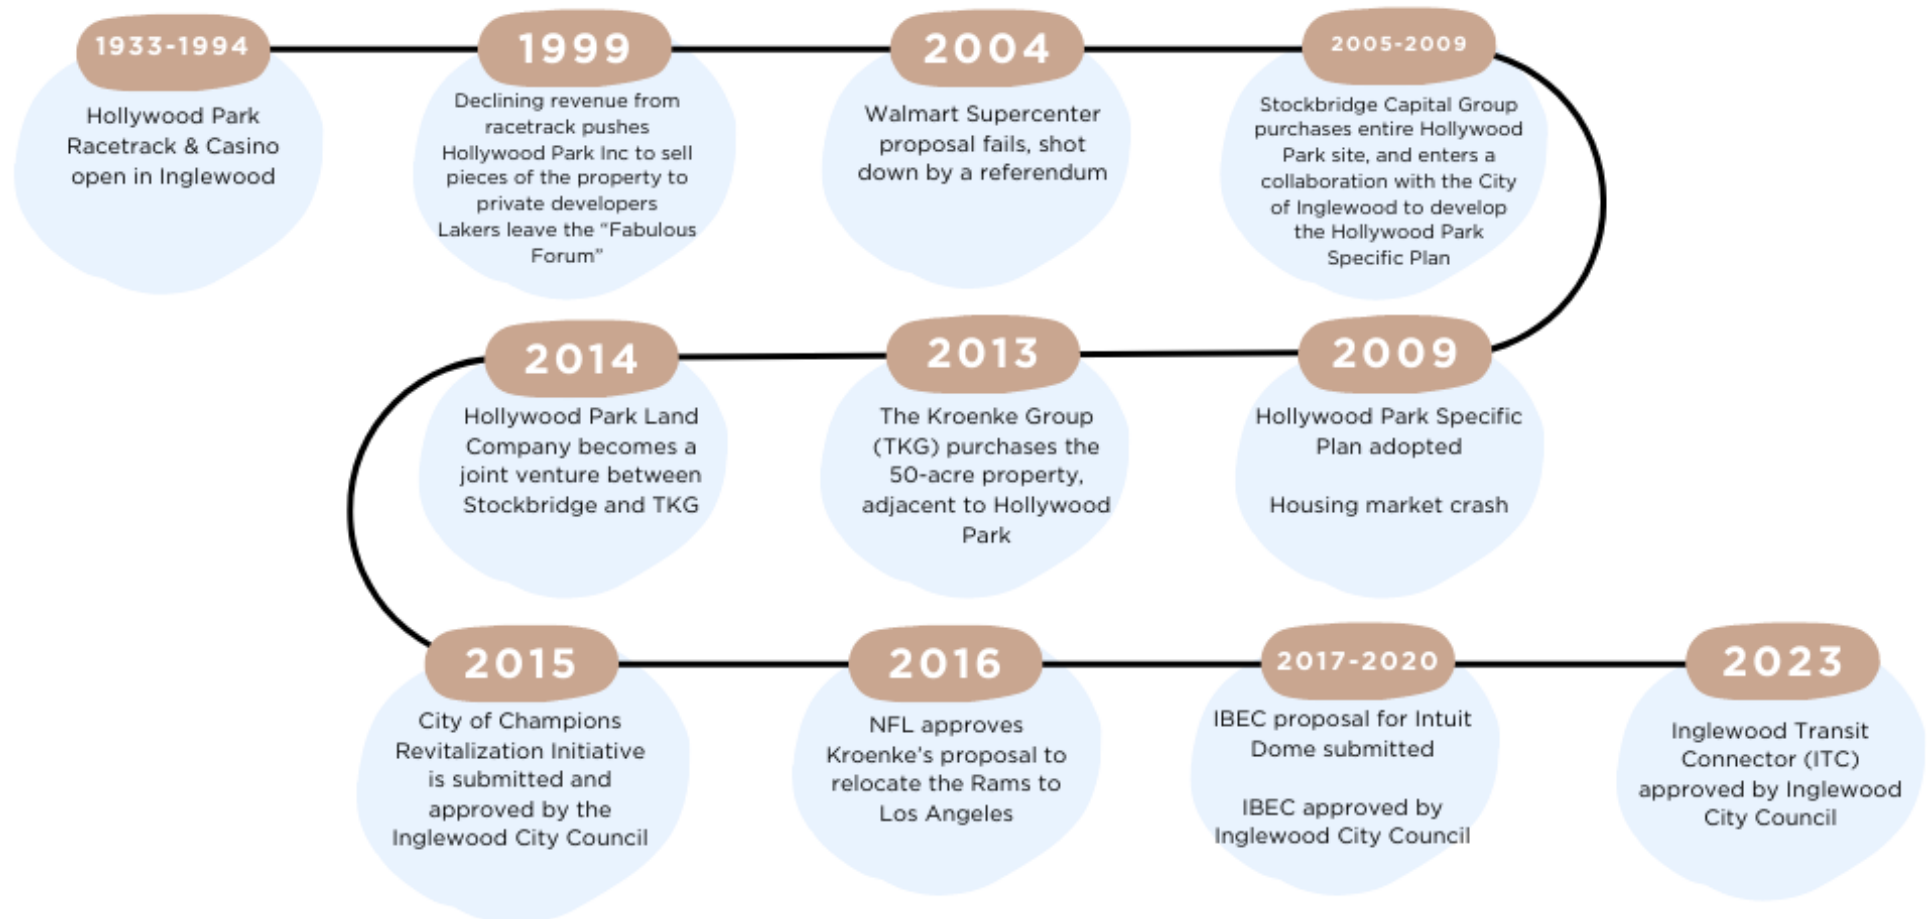 1933-1994
Hollywood Park
Racetrack & Casino
open in Inglewood
1999
Declining revenue from
racetrack pushes
Hollywood Park Inc to sell
pieces of the property to
private developers
Lakers leave the "Fabulous
Forum"
2004
Walmart Supercenter
proposal fails, shot
down by a referendum
2005-2009
Stockbridge Capital Group
purchases entire Hollywood
Park site, and enters a
collaboration with the City
of Inglewood to develop
the Hollywood Park
Specific Plan
2009
Hollywood Park Specific
Plan adopted
Housing market crash
2013
The Kroenke Group
(TKG) purchases the
50-acre property,
adjacent to Hollywood
Park
2014
Hollywood Park Land
Company becomes a
joint venture between
Stockbridge and TKG
2015
City of Champions
Revitalization Initiative
is submitted and
approved by the
Inglewood City Council
2016
NFL approves
Kroenke's proposal to
relocate the Rams to
Los Angeles
2017-2020
IBEC proposal for Intuit
Dome submitted
IBEC approved by
Inglewood City Council
2023
Inglewood Transit
Connector (ITC)
approved by Inglewood
City Council